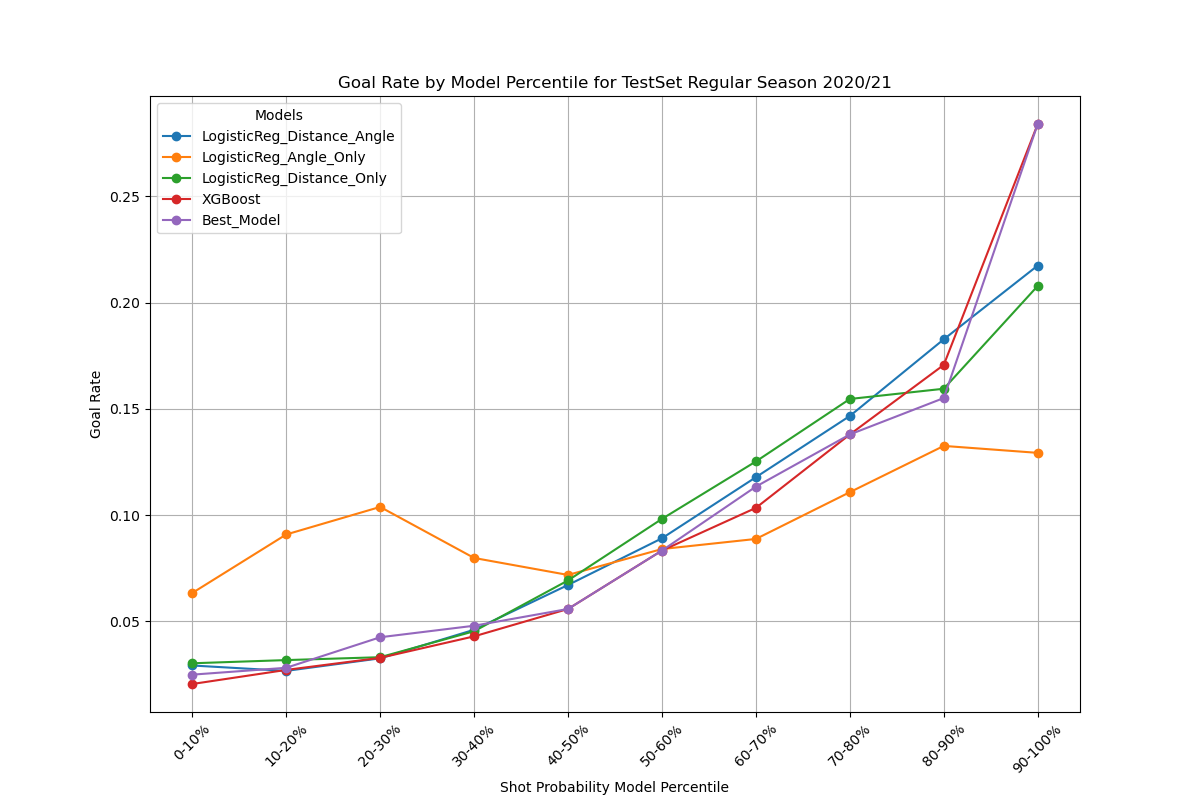 Goal Rate by Model Percentile for TestSet Regular Season 2020/21
Models
LogisticReg_Distance_Angle
LogisticReg_Angle_Only
LogisticReg_Distance_Only
XGBoost
Best_Model
Goal Rate
0.25
0.20
0.15
0.10
0.05
0-10%
10-20%
20-30%
30-40%
40-50%
50-60%
60-70%
70-80%
80-90%
90-100%
Shot Probability Model Percentile